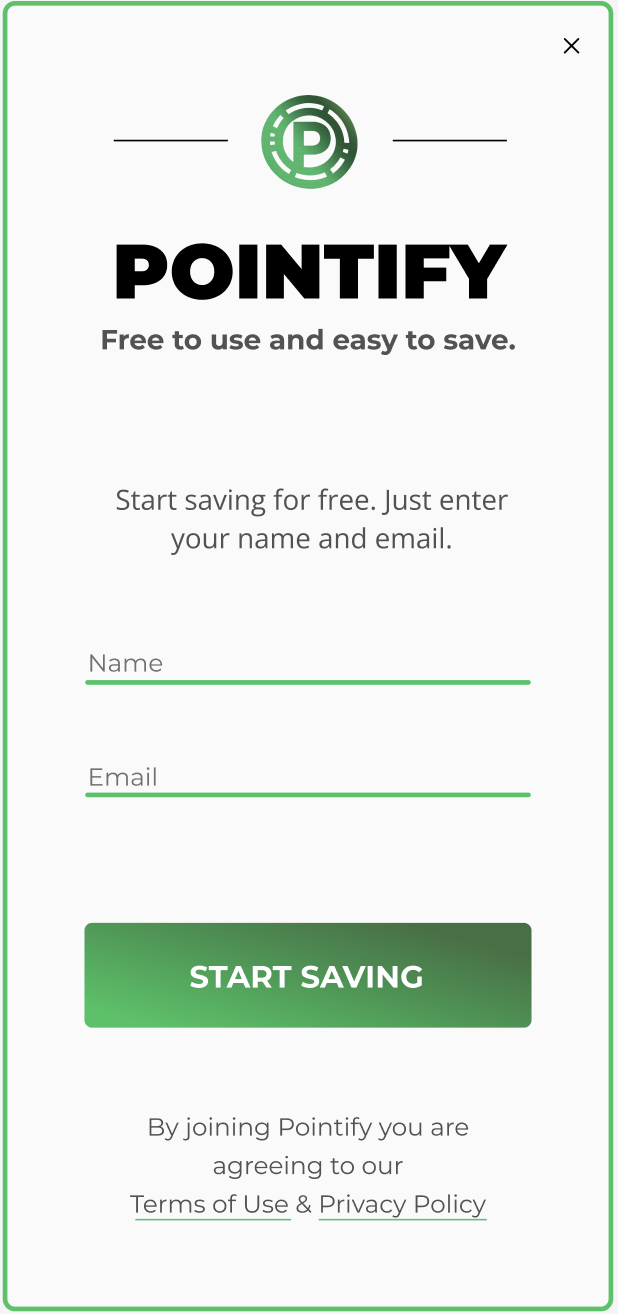 P
POINTIFY
Free to use and easy to save.
Start saving for free. Just enter
your name and email.
Name
Email
START SAVING
By joining Pointify you are
agreeing to our
Terms of Use & Privacy Policy